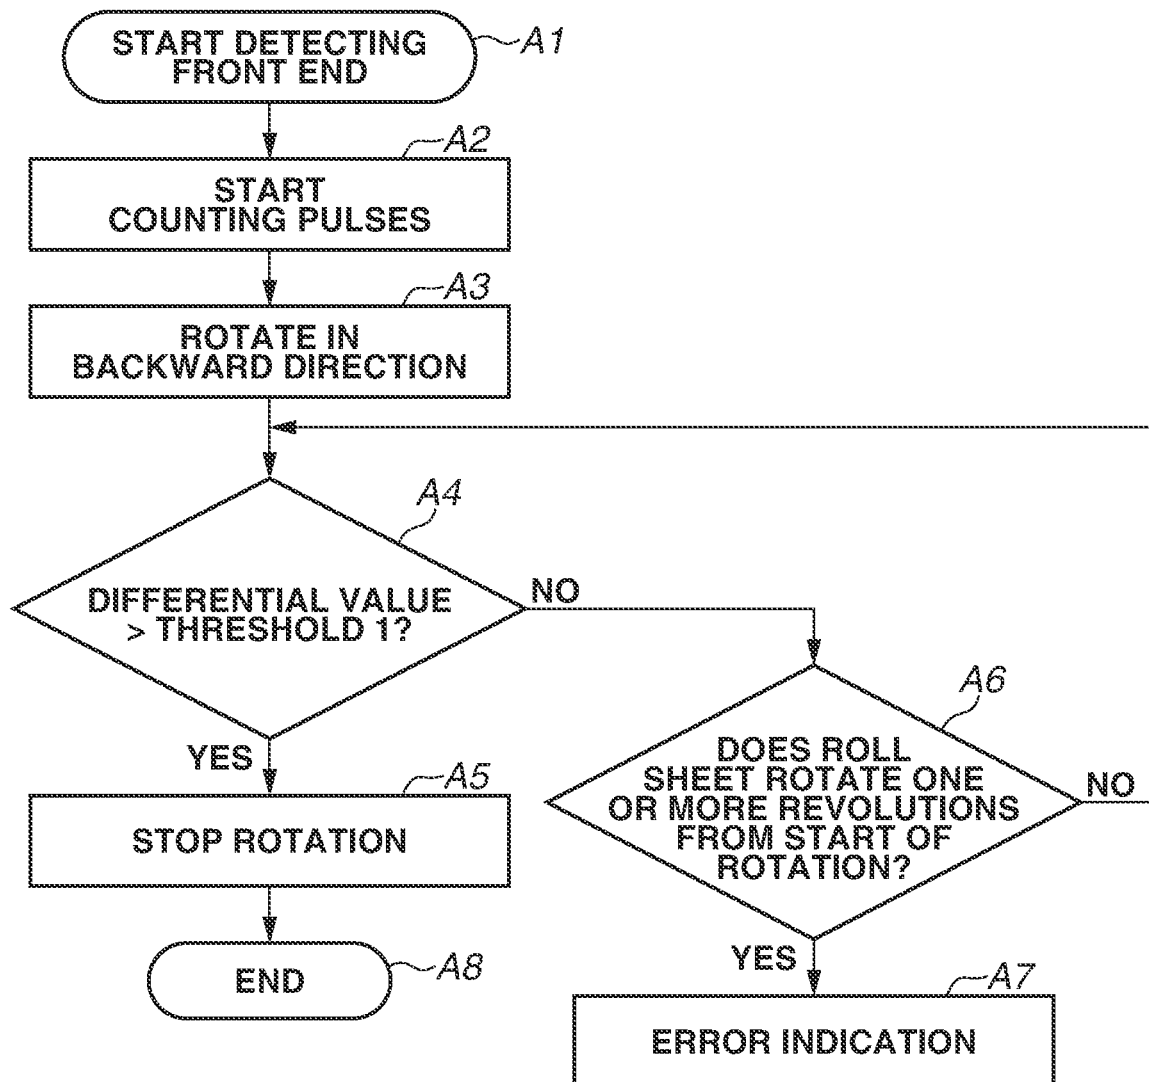 START DETECTING
FRONT END
A1
A2
START
COUNTING PULSES
A3
ROTATE IN
BACKWARD DIRECTION
A4
DIFFERENTIAL VALUE
> THRESHOLD 1?
NO
YES
A5
STOP ROTATION
A6
DOES ROLL
SHEET ROTATE ONE
OR MORE REVOLUTIONS
FROM START OF
ROTATION?
NO
YES
A8
END
A7
ERROR INDICATION